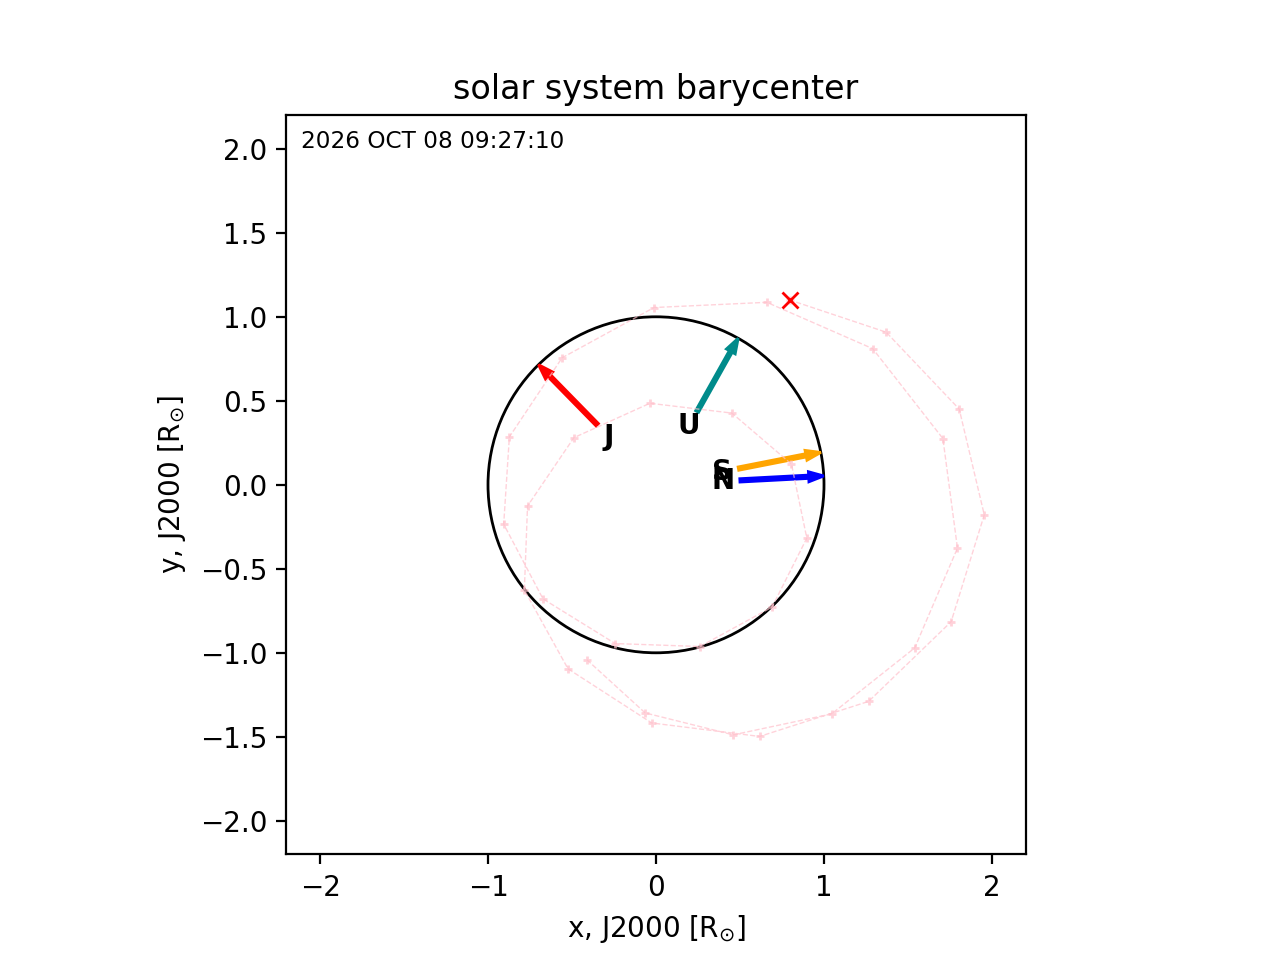 solar system barycenter
2026 OCT 08 09:27:10
2.0
1.5
1.0
0.5
0.0
−0.5
−1.0
−1.5
−2.0
y, J2000 [R☉]
J
U
S
N
−2
−1
0
1
2
x, J2000 [R☉]